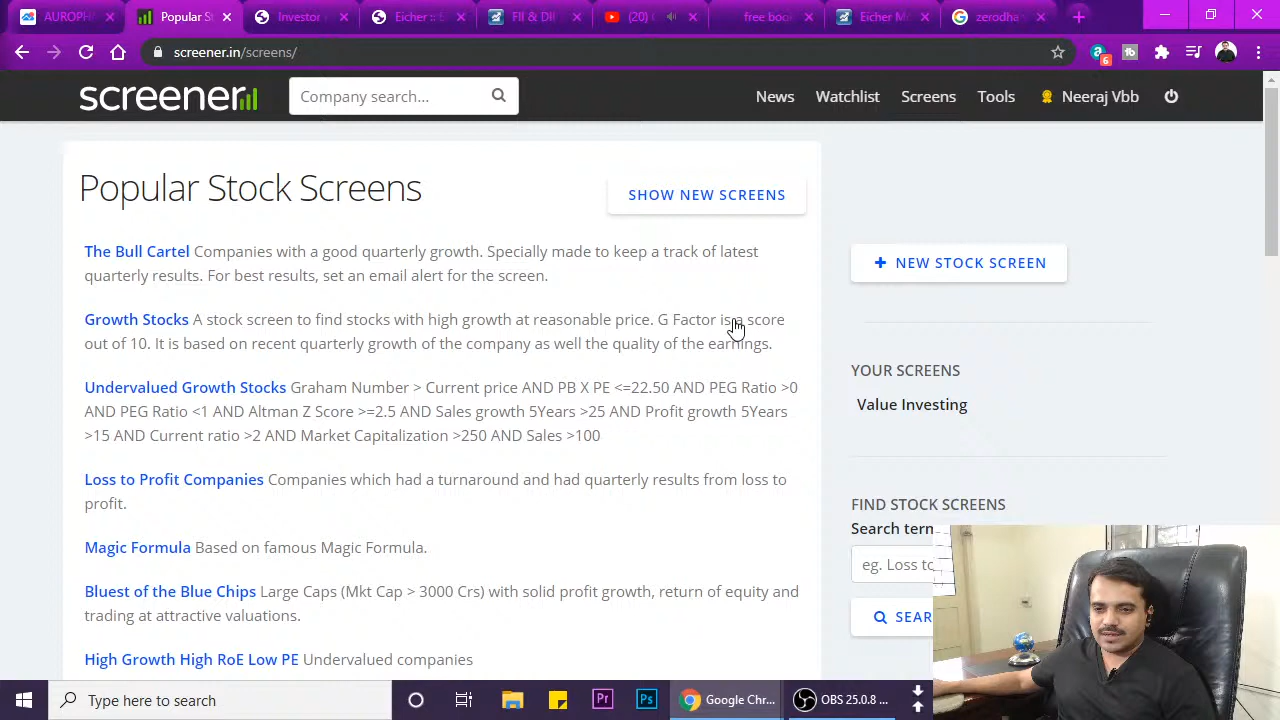 AUROPH
Popular St
Investor
Eicher ::
FII & DII
(20)
free book
Eicher Mo
zerodha
screener.in/screens/
6
screener
Company search...
News
Watchlist
Screens
Tools
Neeraj Vbb
Popular Stock Screens
SHOW NEW SCREENS
The Bull Cartel Companies with a good quarterly growth. Specially made to keep a track of latest
quarterly results. For best results, set an email alert for the screen.
Growth Stocks A stock screen to find stocks with high growth at reasonable price. G Factor is a score
out of 10. It is based on recent quarterly growth of the company as well the quality of the earnings.
Undervalued Growth Stocks Graham Number > Current price AND PB X PE <=22.50 AND PEG Ratio >0
AND PEG Ratio <1 AND Altman Z Score >=2.5 AND Sales growth 5Years >25 AND Profit growth 5Years
>15 AND Current ratio >2 AND Market Capitalization >250 AND Sales >100
Loss to Profit Companies Companies which had a turnaround and had quarterly results from loss to
profit.
Magic Formula Based on famous Magic Formula.
Bluest of the Blue Chips Large Caps (Mkt Cap > 3000 Crs) with solid profit growth, return of equity and
trading at attractive valuations.
High Growth High RoE Low PE Undervalued companies
+ NEW STOCK SCREEN
YOUR SCREENS
Value Investing
FIND STOCK SCREENS
Search term
eg. Loss to
SEAR
Type here to search
Pr
Ps
Google Chr...
OBS 25.0.8